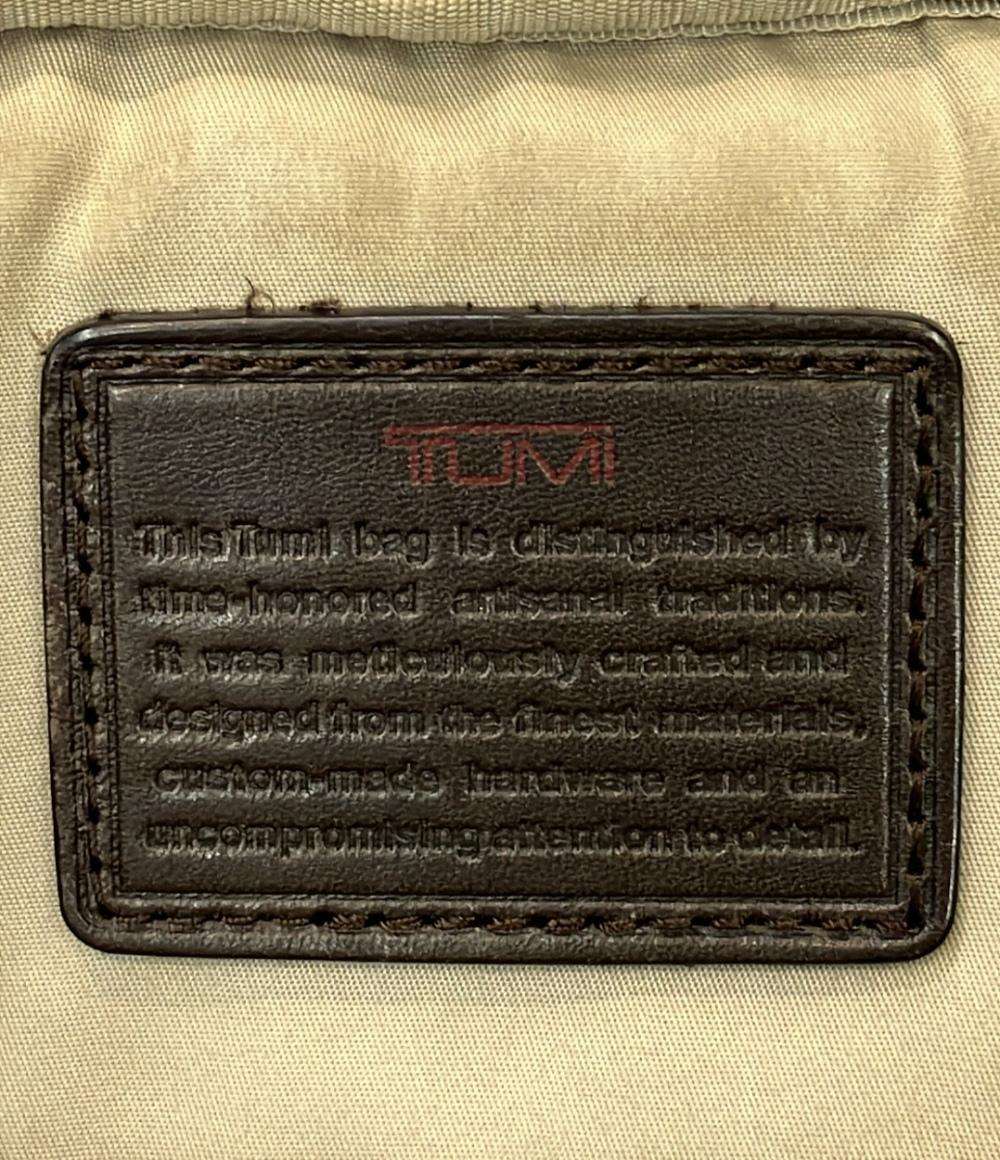 TUMI
This Tumi bag is distinguished by
time-honored artisanal traditions.
It was meticulously crafted and
designed from the finest materials,
custom-made hardware and an
uncompromising attention to detail.